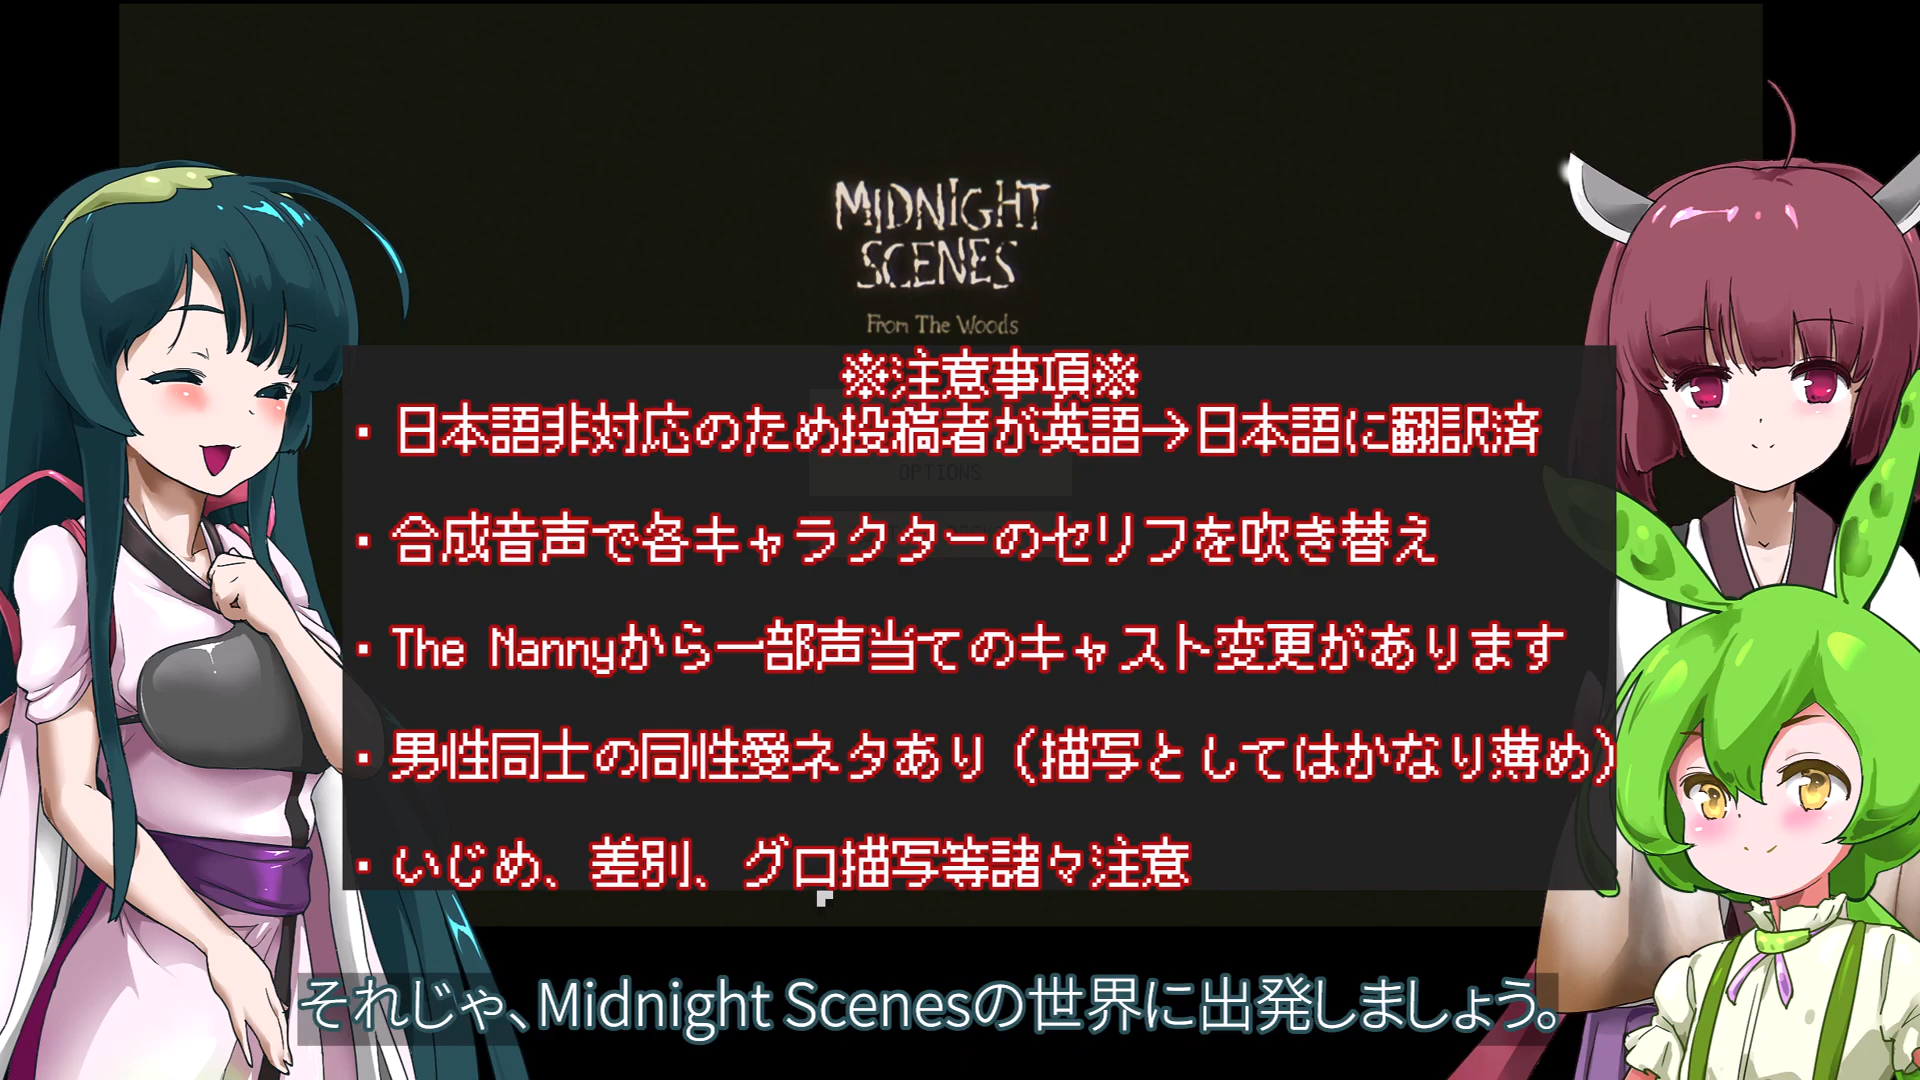 MIDNIGHT
SCENES
From The Woods
※注意事項※
・日本語非対応のため投稿者が英語→日本語に翻訳済
OPTIONS
・合成音声で各キャラクターのセリフを吹き替え
・The Nannyから一部声当てのキャスト変更があります
・男性同士の同性愛ネタあり（描写としてはかなり薄め）
・いじめ、差別、グロ描写等諸々注意
それじゃ、Midnight Scenesの世界に出発しましょう。